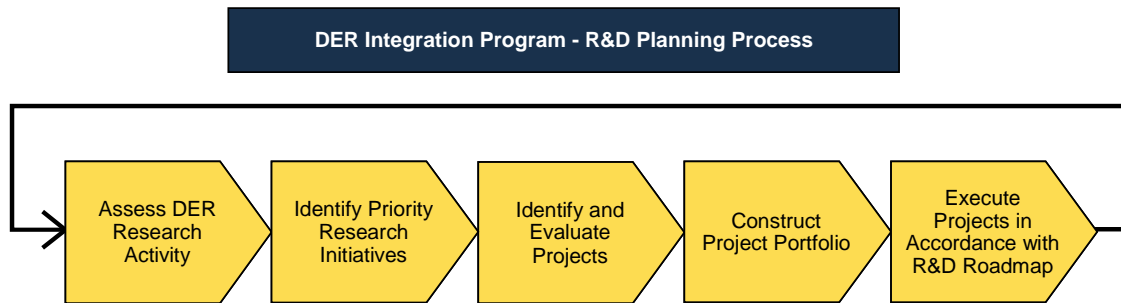 DER Integration Program - R&D Planning Process
Assess DER
Research
Activity
Identify Priority
Research
Initiatives
Identify and
Evaluate
Projects
Construct
Project Portfolio
Execute
Projects in
Accordance with
R&D Roadmap